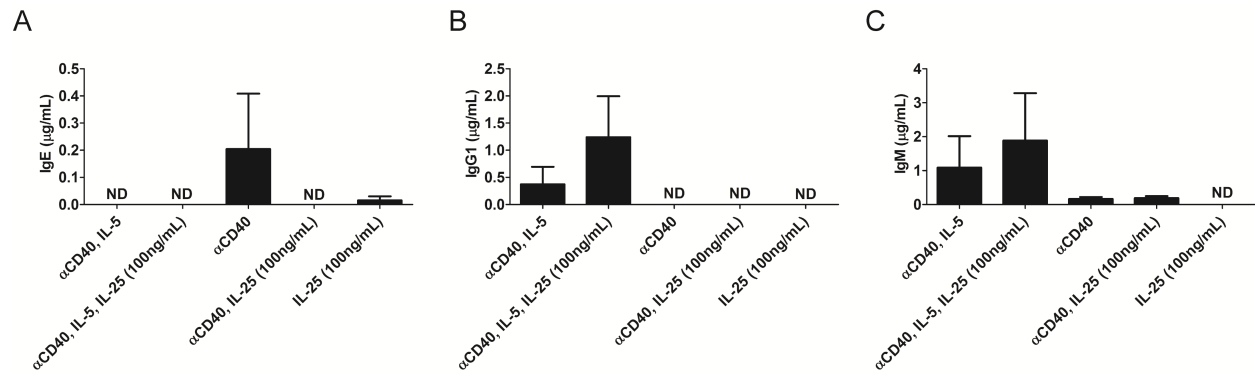 A
IgE (μg/mL)
0.5
0.4
0.3
0.2
0.1
0.0
ND
ND
ND
αCD40, IL-5
αCD40, IL-5, IL-25 (100ng/mL)
αCD40
αCD40, IL-25 (100ng/mL)
IL-25 (100ng/mL)
B
IgG1 (μg/mL)
2.5
2.0
1.5
1.0
0.5
0.0
ND
ND
ND
αCD40, IL-5
αCD40, IL-5, IL-25 (100ng/mL)
αCD40
αCD40, IL-25 (100ng/mL)
IL-25 (100ng/mL)
C
IgM (μg/mL)
4
3
2
1
0
ND
αCD40, IL-5
αCD40, IL-5, IL-25 (100ng/mL)
αCD40
αCD40, IL-25 (100ng/mL)
IL-25 (100ng/mL)